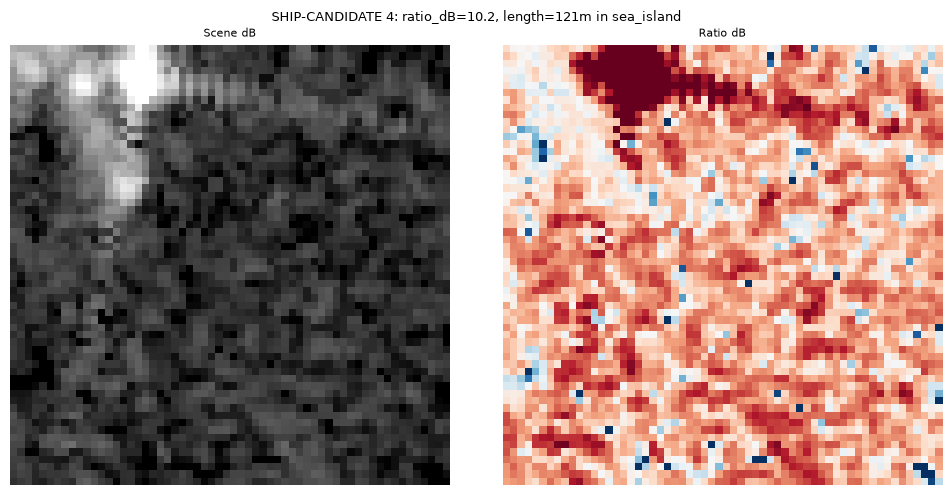 SHIP-CANDIDATE 4: ratio_dB=10.2, length=121m in sea_island
Scene dB
Ratio dB